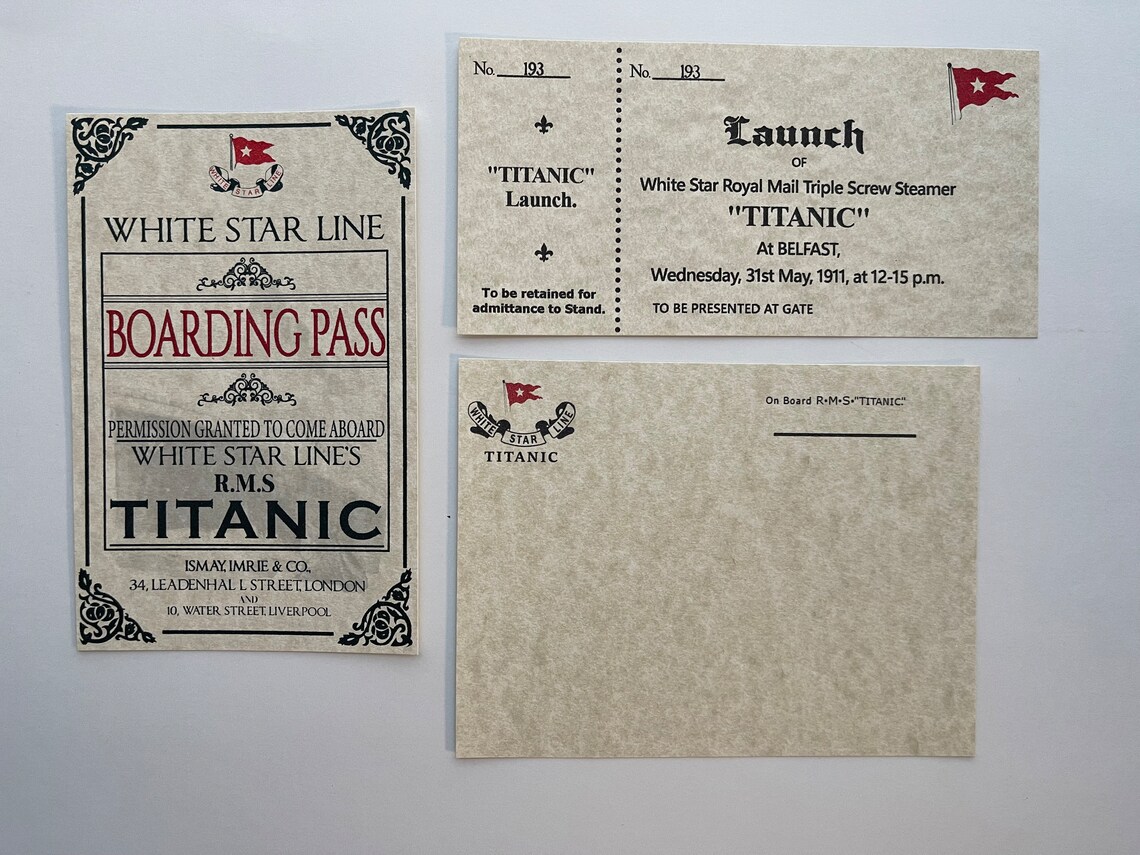 WHITE STAR LINE
WHITE STAR LINE
BOARDING PASS
PERMISSION GRANTED TO COME ABOARD
WHITE STAR LINE'S
R.M.S
TITANIC
ISMAY, IMRIE & CO.,
34, LEADENHAL L STREET, LONDON
AND
10, WATER STREET, LIVERPOOL
No. 193
"TITANIC"
Launch.
To be retained for
admittance to Stand.
No. 193
Launch
OF
White Star Royal Mail Triple Screw Steamer
"TITANIC"
At BELFAST,
Wednesday, 31st May, 1911, at 12-15 p.m.
TO BE PRESENTED AT GATE
WHITE STAR LINE
TITANIC
On Board R•M•S•"TITANIC."